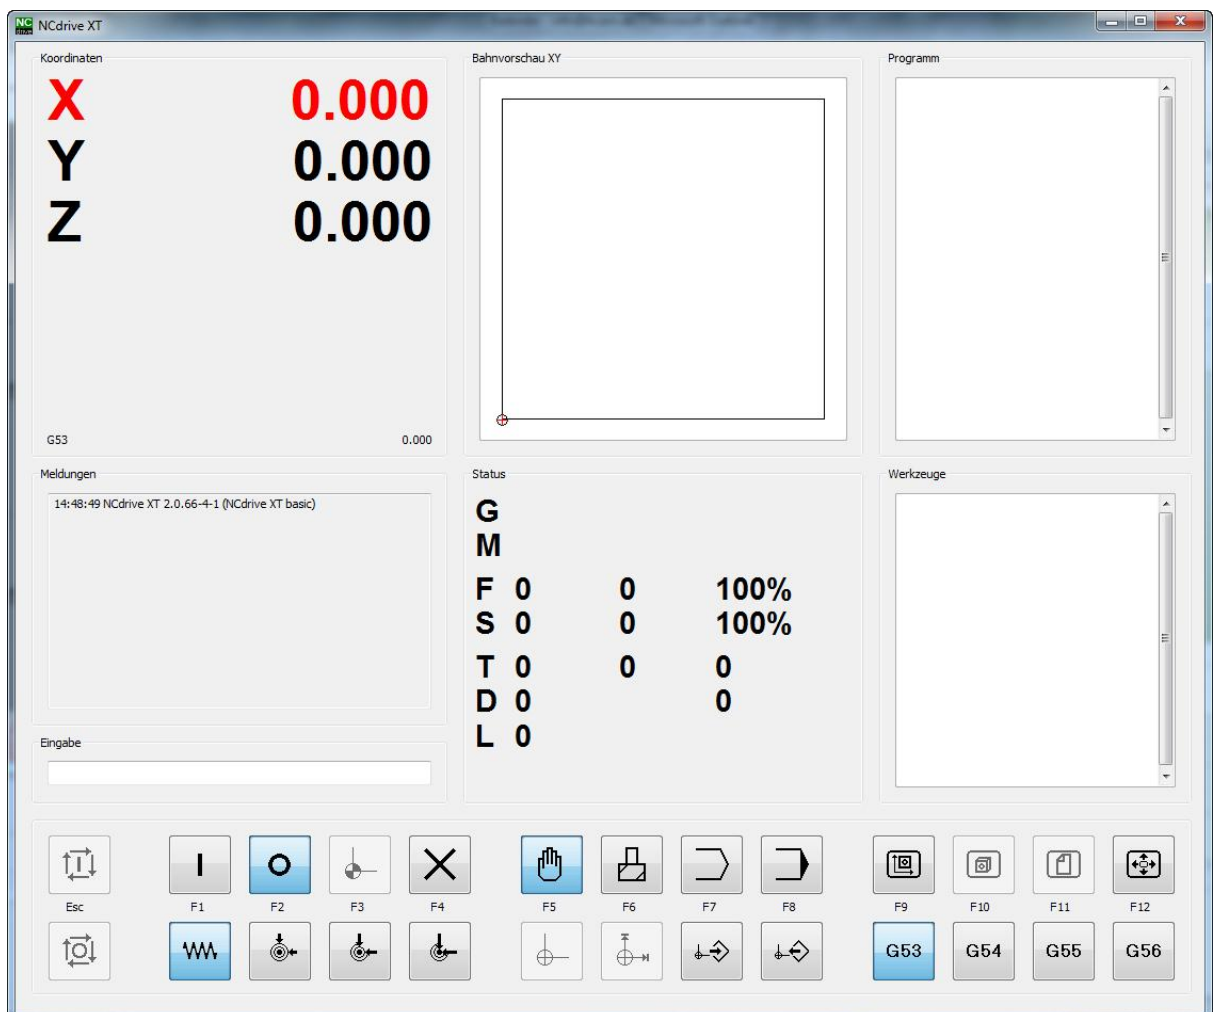 NC
drive
NCdrive XT
Koordinaten
X 0.000
Y 0.000
Z 0.000
G53 0.000
Bahnvorschau XY
Programm
Meldungen
14:48:49 NCdrive XT 2.0.66-4-1 (NCdrive XT basic)
Eingabe
Status
G
M
F 0 0 100%
S 0 0 100%
T 0 0 0
D 0 0
L 0
Werkzeuge
Esc F1 F2 F3 F4 F5 F6 F7 F8 F9 F10 F11 F12
G53 G54 G55 G56